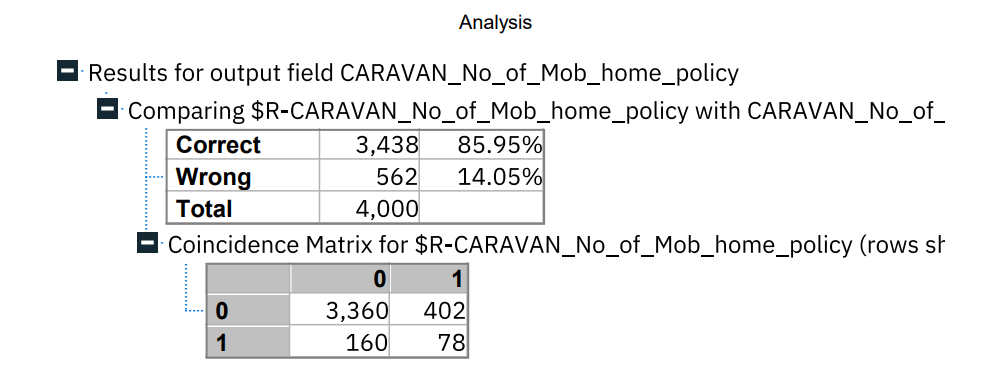 Analysis
Results for output field CARAVAN_No_of_Mob_home_policy
Comparing $R-CARAVAN_No_of_Mob_home_policy with CARAVAN_No_of_
Correct 3,438 85.95%
Wrong 562 14.05%
Total 4,000
Coincidence Matrix for $R-CARAVAN_No_of_Mob_home_policy (rows sh
0 1
0 3,360 402
1 160 78